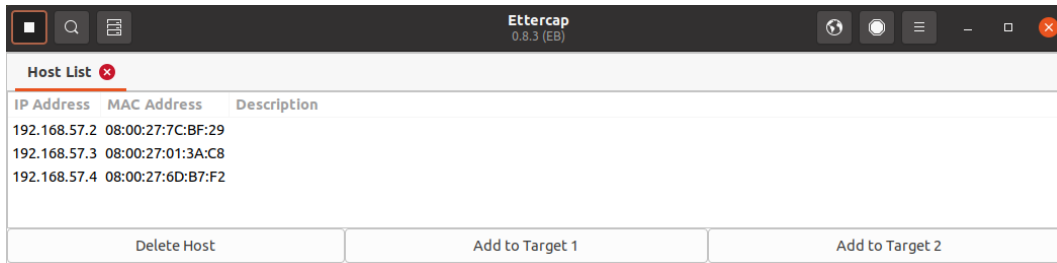 Ettercap
0.8.3 (EB)
Host List
IP Address MAC Address Description
192.168.57.2 08:00:27:7C:BF:29
192.168.57.3 08:00:27:01:3A:C8
192.168.57.4 08:00:27:6D:B7:F2
Delete Host Add to Target 1 Add to Target 2